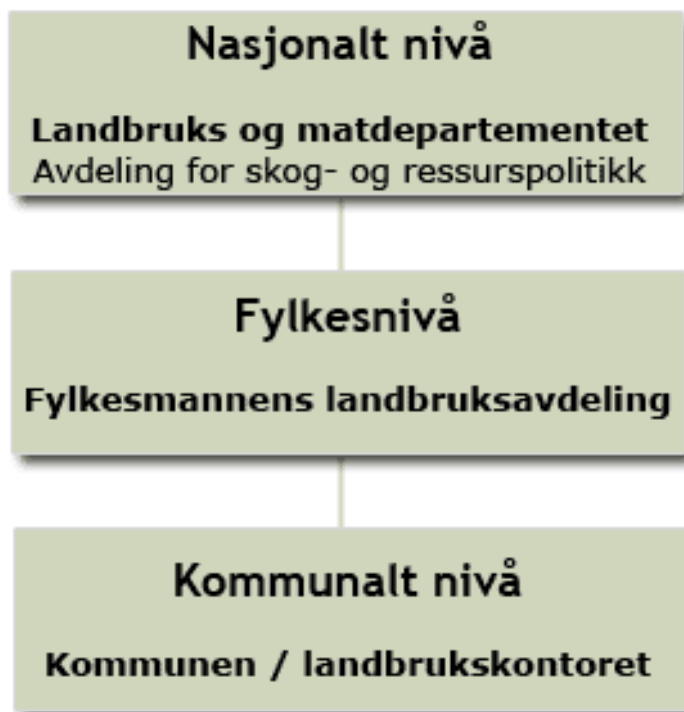 Nasjonalt nivå
Landbruks og matdepartementet
Avdeling for skog- og ressurspolitikk
Fylkesnivå
Fylkesmannens landbruksavdeling
Kommunalt nivå
Kommunen / landbrukskontoret